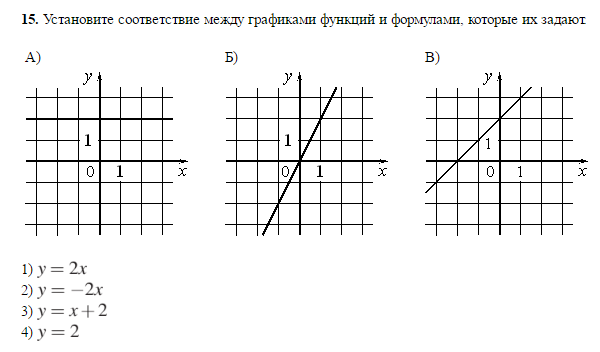 15. Установите соответствие между графиками функций и формулами, которые их задают
А) Б) В)
y y y
1 1 1
0 1 x 0 1 x 0 1 x
1) y = 2x
2) y = −2x
3) y = x + 2
4) y = 2